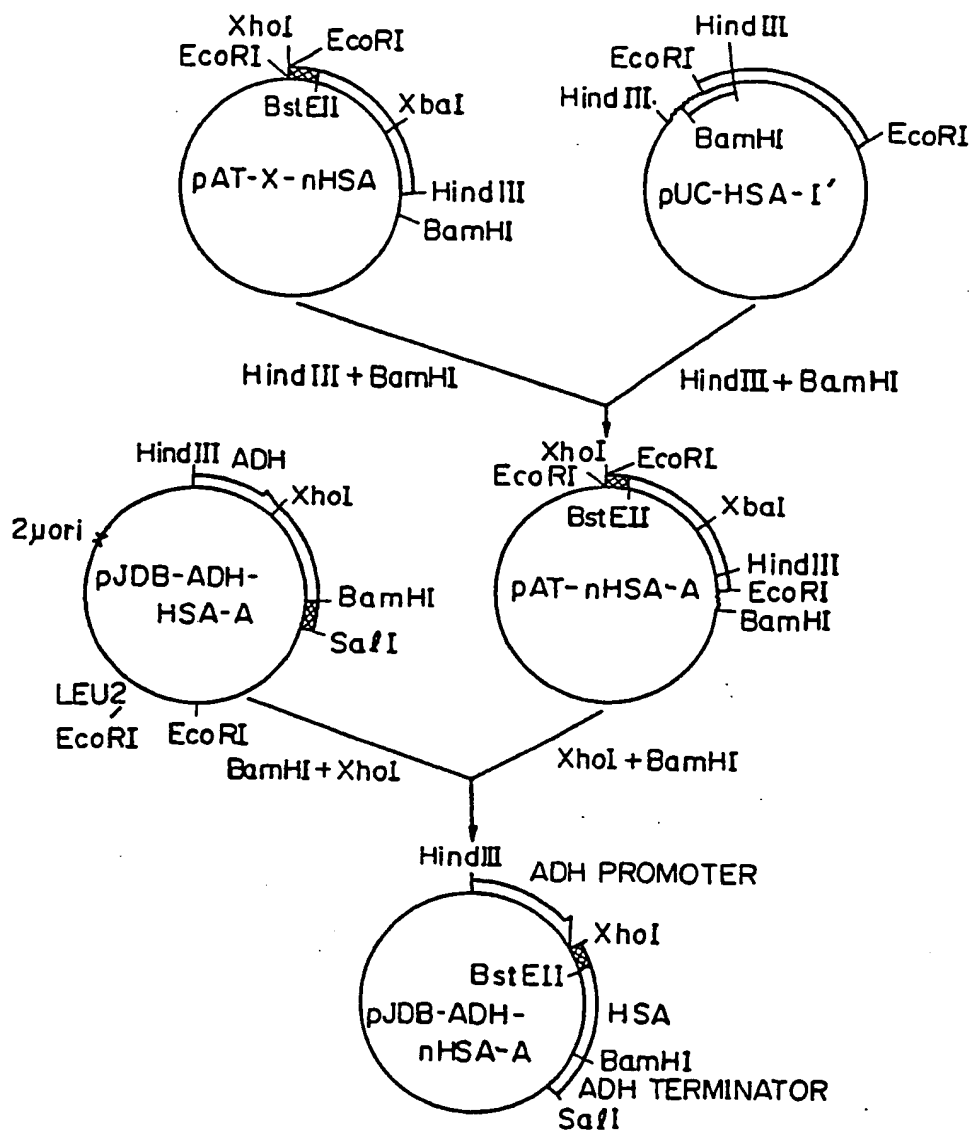 XhoI
EcoRI
EcoRI
BstEII
XbaI
pAT-X-nHSA
HindIII
BamHI
HindIII
EcoRI
HindIII.
BamHI
EcoRI
pUC-HSA-I′
HindIII+BamHI
HindIII+BamHI
HindIII
ADH
XhoI
2μori
pJDB-ADH-
HSA-A
BamHI
SalI
LEU2
EcoRI
EcoRI
XhoI
EcoRI
EcoRI
BstEII
XbaI
pAT-nHSA-A
HindIII
EcoRI
BamHI
BamHI+XhoI
XhoI+BamHI
HindIII
ADH PROMOTER
XhoI
BstEII
pJDB-ADH-
nHSA-A
HSA
BamHI
ADH TERMINATOR
SalI